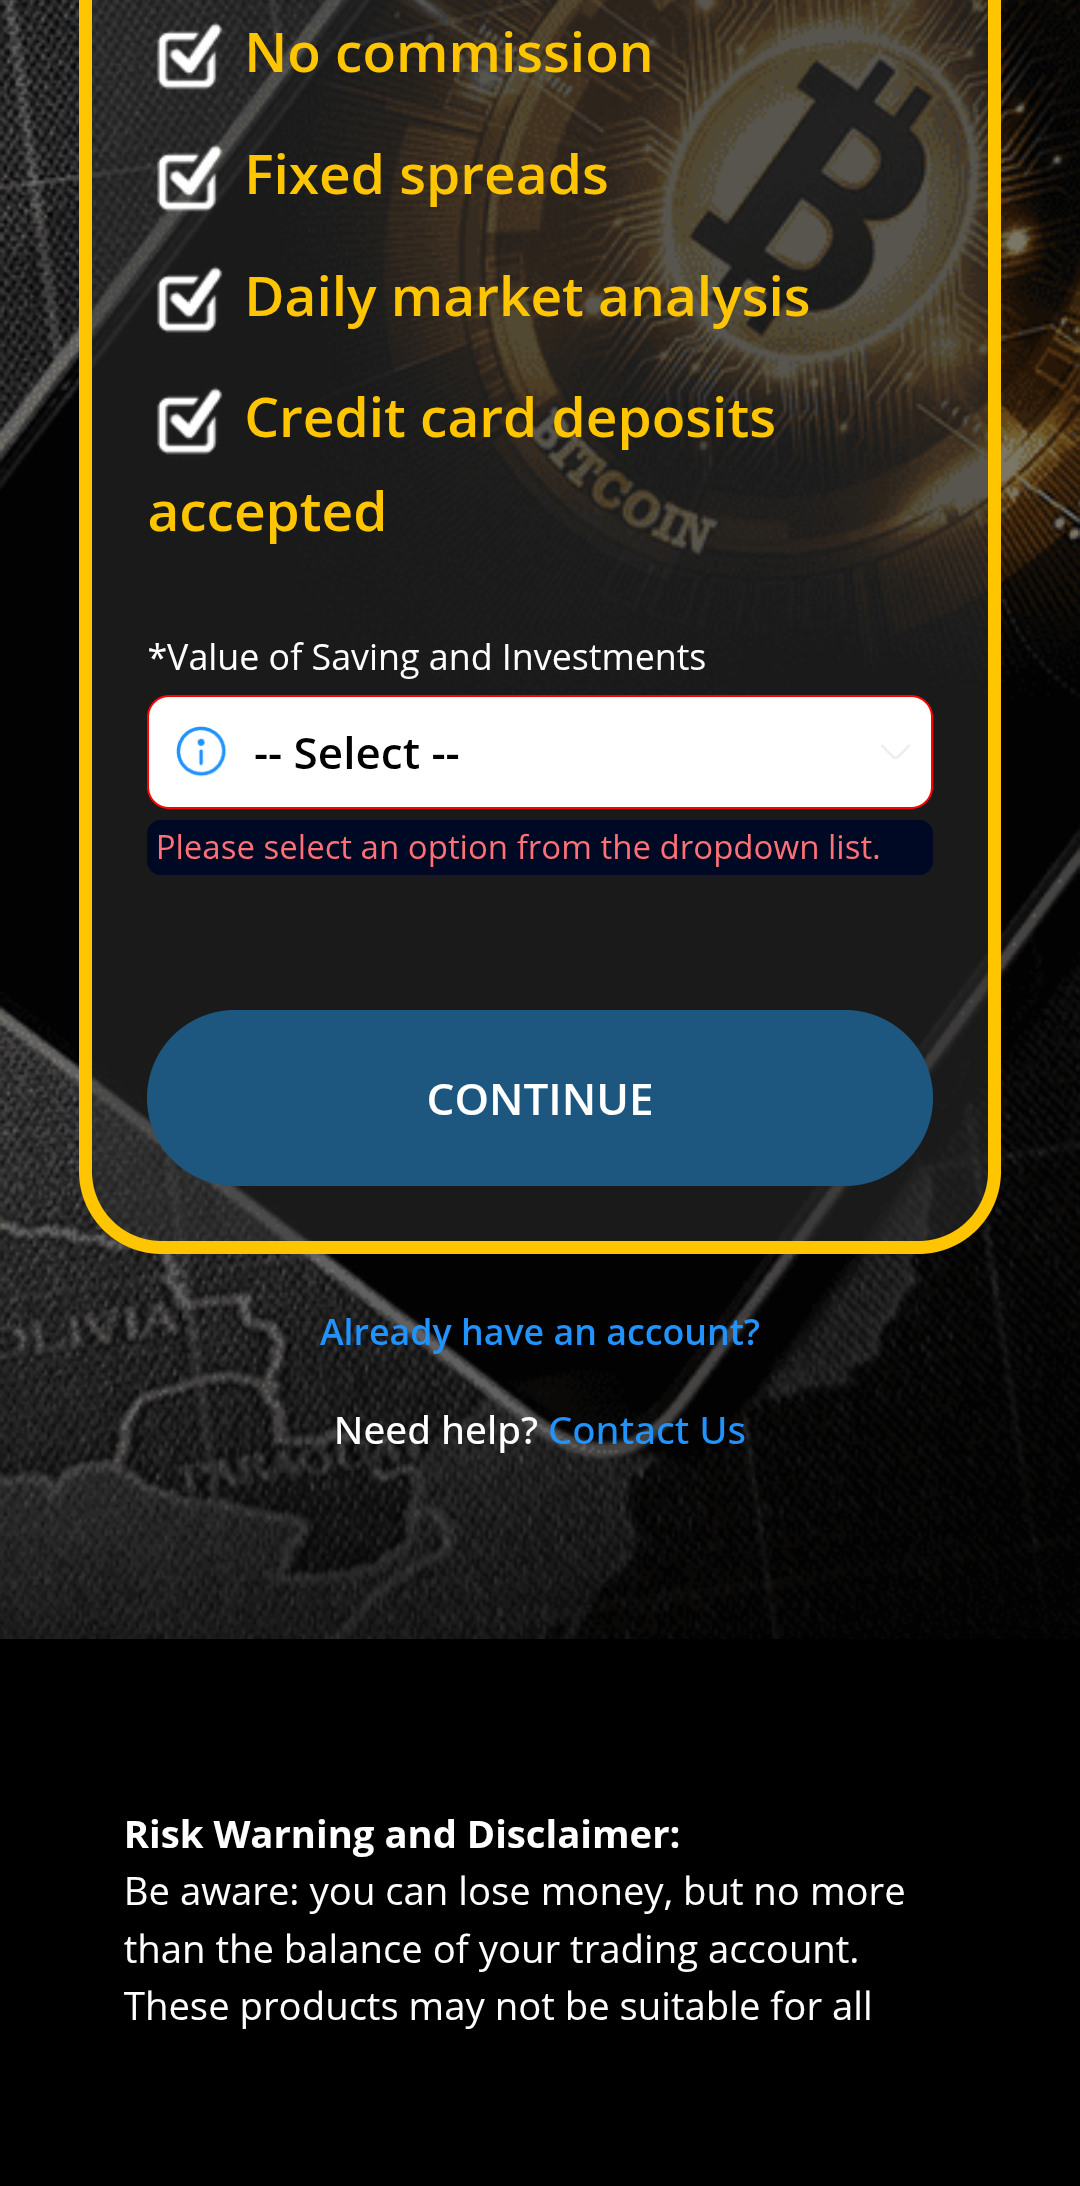 No commission
Fixed spreads
Daily market analysis
Credit card deposits
accepted
BITCOIN
*Value of Saving and Investments
-- Select --
Please select an option from the dropdown list.
CONTINUE
Already have an account?
Need help? Contact Us
Risk Warning and Disclaimer:
Be aware: you can lose money, but no more
than the balance of your trading account.
These products may not be suitable for all